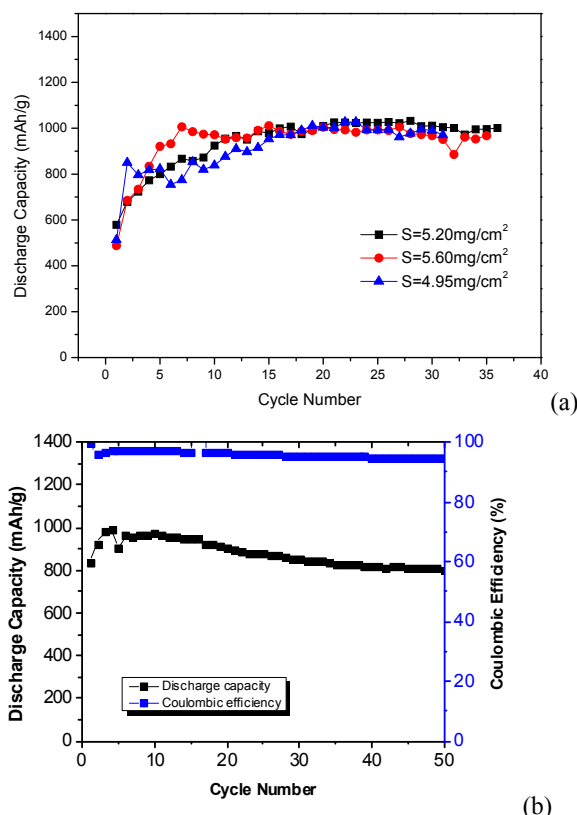 1400
1200
1000
800
600
400
200
0
Discharge Capacity (mAh/g)
S=5.20mg/cm²
S=5.60mg/cm²
S=4.95mg/cm²
0 5 10 15 20 25 30 35 40
Cycle Number
(a)
1400
1200
1000
800
600
400
200
0
Discharge Capacity (mAh/g)
100
80
60
40
20
0
Coulombic Efficiency (%)
Discharge capacity
Coulombic efficiency
0 10 20 30 40 50
Cycle Number
(b)